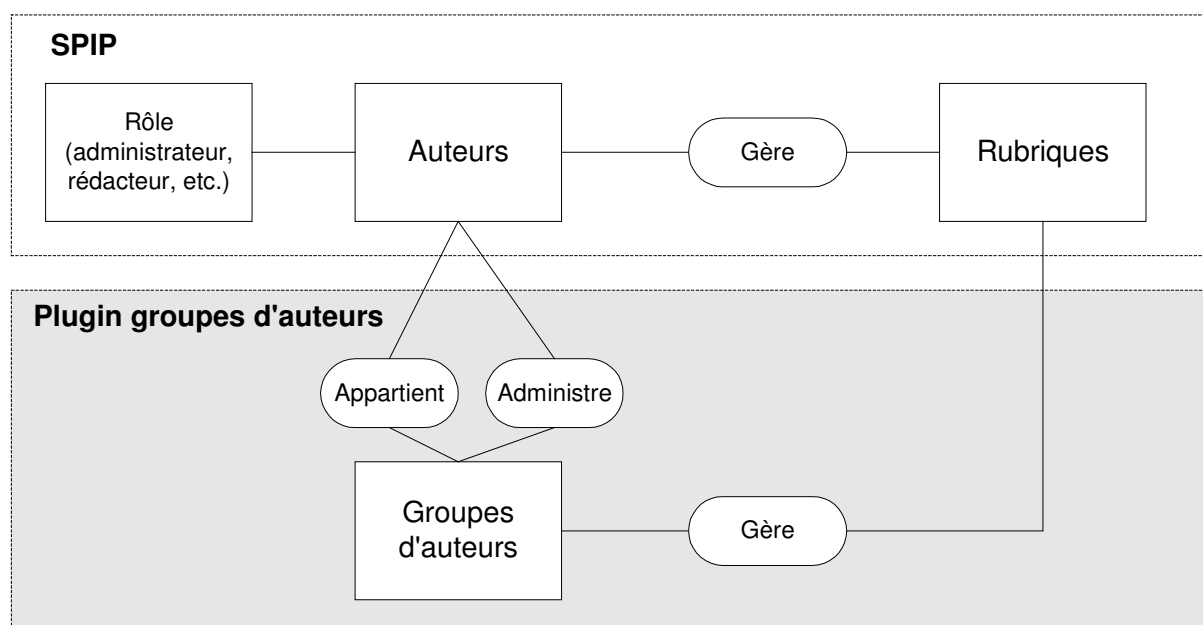 SPIP
Rôle
(administrateur,
rédacteur, etc.)
Auteurs
Gère
Rubriques
Plugin groupes d'auteurs
Appartient
Administre
Groupes
d'auteurs
Gère